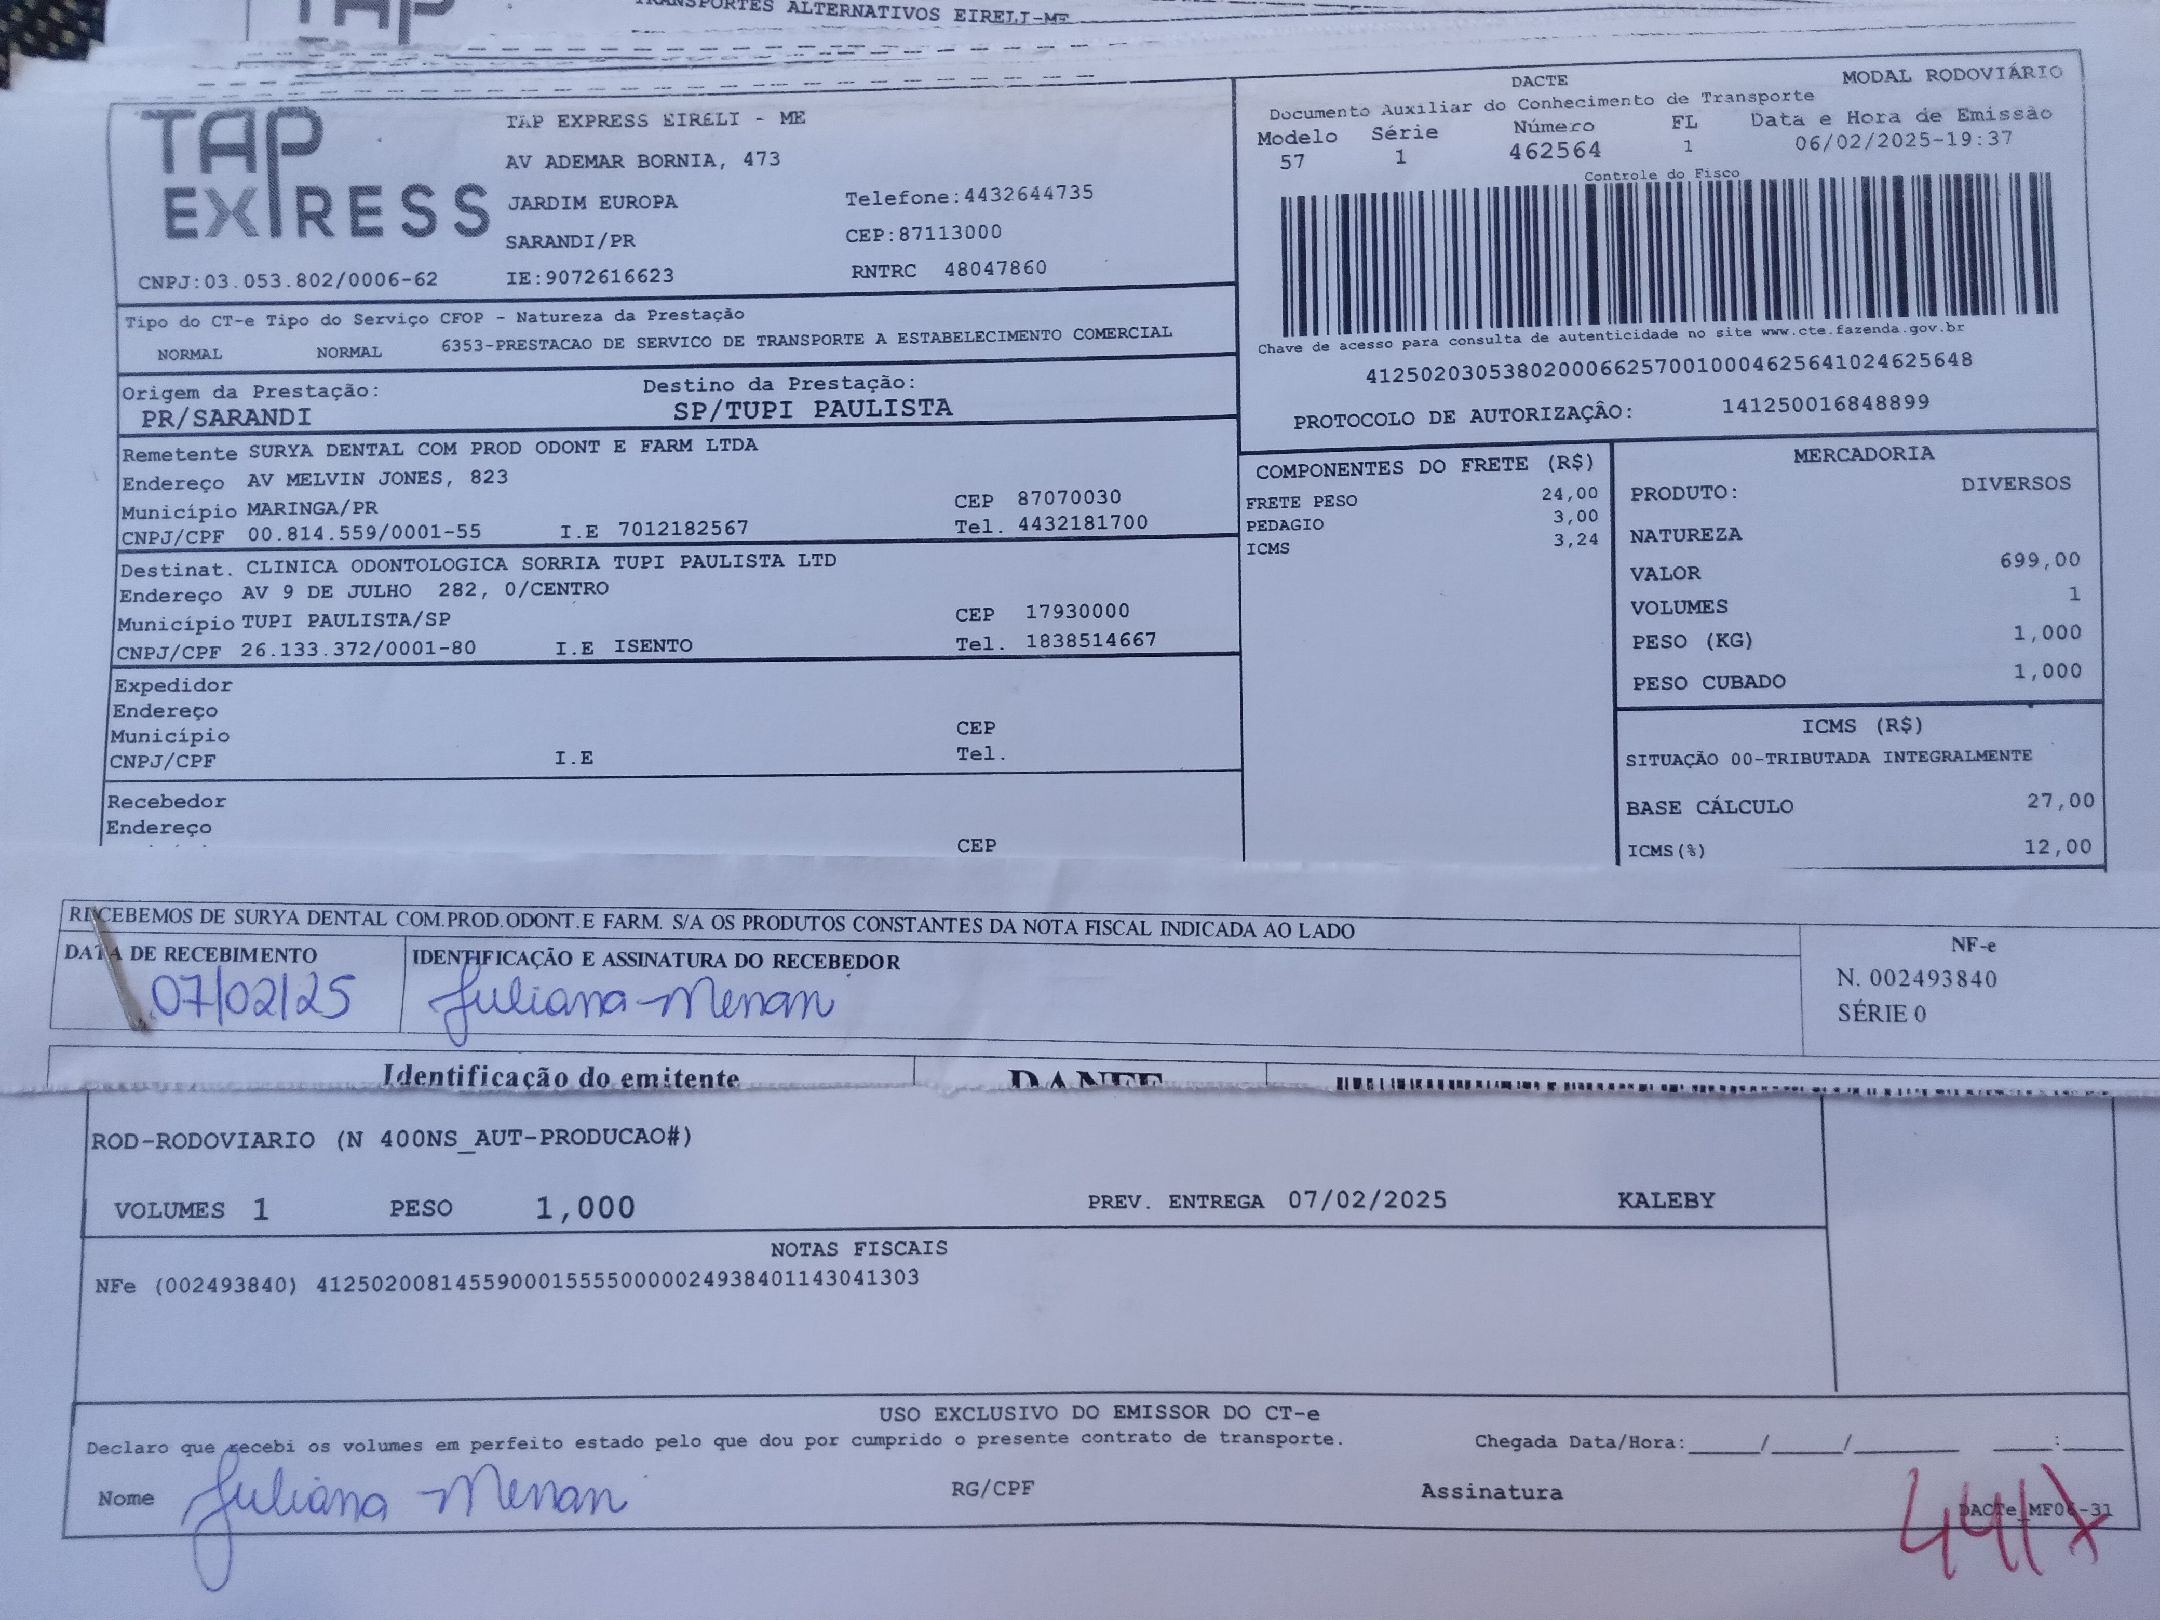 TRANSPORTES ALTERNATIVOS EIRELI-ME
TAP
TAP EXPRESS
TAP EXPRESS EIRELI - ME
AV ADEMAR BORNIA, 473
JARDIM EUROPA Telefone:4432644735
SARANDI/PR CEP:87113000
CNPJ:03.053.802/0006-62 IE:9072616623 RNTRC 48047860
DACTE MODAL RODOVIÁRIO
Documento Auxiliar do Conhecimento de Transporte
Modelo Série Número FL Data e Hora de Emissão
57 1 462564 1 06/02/2025-19:37
Controle do Fisco
Chave de acesso para consulta de autenticidade no site www.cte.fazenda.gov.br
41250203053802000662570010004625641024625648
PROTOCOLO DE AUTORIZAÇÃO: 141250016848899
Tipo do CT-e Tipo do Serviço CFOP - Natureza da Prestação
NORMAL NORMAL 6353-PRESTACAO DE SERVICO DE TRANSPORTE A ESTABELECIMENTO COMERCIAL
Origem da Prestação: Destino da Prestação:
PR/SARANDI SP/TUPI PAULISTA
Remetente SURYA DENTAL COM PROD ODONT E FARM LTDA
Endereço AV MELVIN JONES, 823
Município MARINGA/PR CEP 87070030
CNPJ/CPF 00.814.559/0001-55 I.E 7012182567 Tel. 4432181700
Destinat. CLINICA ODONTOLOGICA SORRIA TUPI PAULISTA LTD
Endereço AV 9 DE JULHO 282, 0/CENTRO
Município TUPI PAULISTA/SP CEP 17930000
CNPJ/CPF 26.133.372/0001-80 I.E ISENTO Tel. 1838514667
Expedidor
Endereço
Município CEP
CNPJ/CPF I.E Tel.
Recebedor
Endereço
CEP
COMPONENTES DO FRETE (R$)
FRETE PESO 24,00
PEDAGIO 3,00
ICMS 3,24
MERCADORIA
PRODUTO: DIVERSOS
NATUREZA
VALOR 699,00
VOLUMES 1
PESO (KG) 1,000
PESO CUBADO 1,000
ICMS (R$)
SITUAÇÃO 00-TRIBUTADA INTEGRALMENTE
BASE CÁLCULO 27,00
ICMS(%) 12,00
RECEBEMOS DE SURYA DENTAL COM.PROD.ODONT.E FARM. S/A OS PRODUTOS CONSTANTES DA NOTA FISCAL INDICADA AO LADO
DATA DE RECEBIMENTO IDENTIFICAÇÃO E ASSINATURA DO RECEBEDOR
07/02/25 Juliana Menan
NF-e
N. 002493840
SÉRIE 0
Identificação do emitente DANFE
ROD-RODOVIARIO (N 400NS_AUT-PRODUCAO#)
VOLUMES 1 PESO 1,000 PREV. ENTREGA 07/02/2025 KALEBY
NOTAS FISCAIS
NFe (002493840) 41250200814559000155550000024938401143041303
USO EXCLUSIVO DO EMISSOR DO CT-e
Declaro que recebi os volumes em perfeito estado pelo que dou por cumprido o presente contrato de transporte. Chegada Data/Hora:____/____/______ ___:___
Nome Juliana Menan RG/CPF Assinatura
DACTe_MF06-31